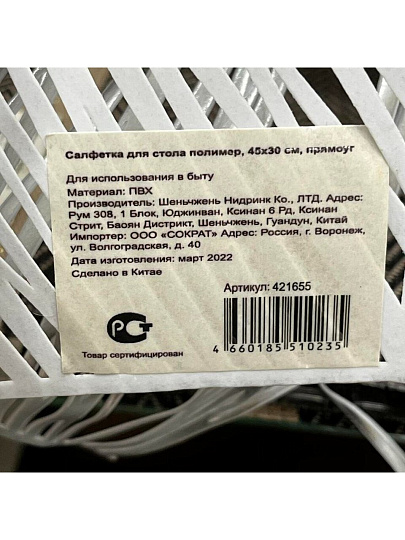 Салфетка для стола полимер, 45х30 см, прямоуг
Для использования в быту
Материал: ПВХ
Производитель: Шеньчжень Нидринк Ко., ЛТД. Адрес:
Рум 308, 1 Блок, Юджинван, Ксинан 6 Рд, Ксинан
Стрит, Баоян Дистрикт, Шеньчжень, Гуандун, Китай
Импортер: ООО «СОКРАТ» Адрес: Россия, г. Воронеж,
ул. Волгоградская, д. 40
Дата изготовления: март 2022
Сделано в Китае
Артикул: 421655
РСТ
Товар сертифицирован
4 660185 510235